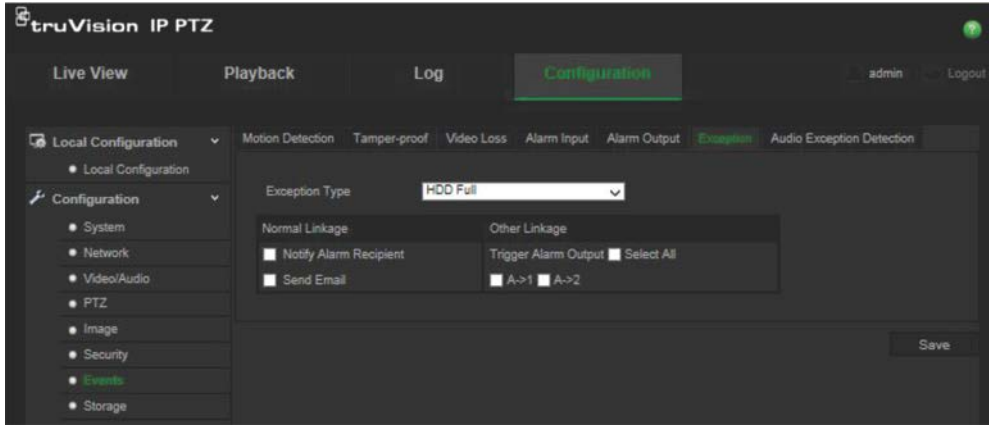 truVision IP PTZ
?
Live View Playback Log Configuration admin Logout
Local Configuration
Local Configuration
Configuration
System
Network
Video/Audio
PTZ
Image
Security
Events
Storage
Motion Detection Tamper-proof Video Loss Alarm Input Alarm Output Exception Audio Exception Detection
Exception Type HDD Full
Normal Linkage Other Linkage
Notify Alarm Recipient Trigger Alarm Output Select All
Send Email A->1 A->2
Save